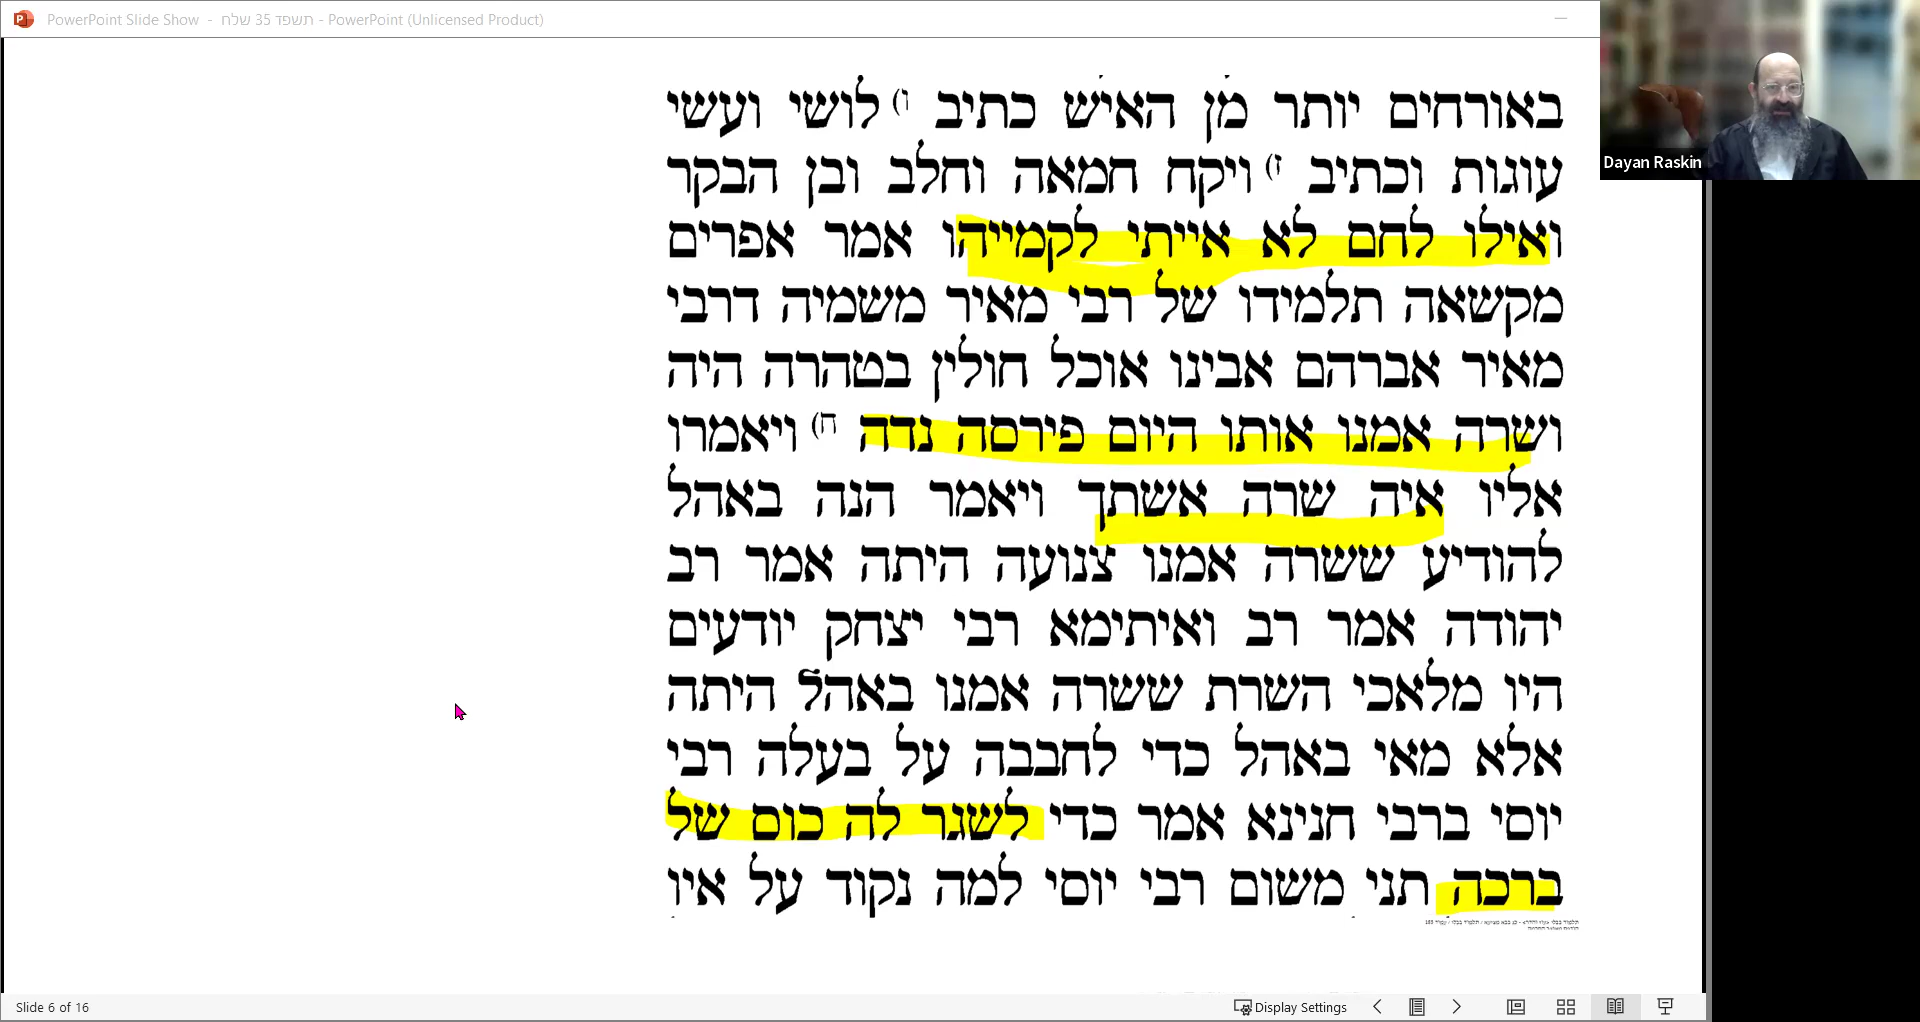 PowerPoint Slide Show - תשפד 35 שלח - PowerPoint (Unlicensed Product)
Dayan Raskin
באורחים יותר מן האיש כתיב ו) לושי ועשי
עוגות וכתיב ז) ויקח חמאה וחלב ובן הבקר
ואילו לחם לא אייתי לקמייהו אמר אפרים
מקשאה תלמידו של רבי מאיר משמיה דרבי
מאיר אברהם אבינו אוכל חולין בטהרה היה
ושרה אמנו אותו היום פירסה נדה ח) ויאמרו
אליו איה שרה אשתך ויאמר הנה באהל
להודיע ששרה אמנו צנועה היתה אמר רב
יהודה אמר רב ואיתימא רבי יצחק יודעים
היו מלאכי השרת ששרה אמנו באהל היתה
אלא מאי באהל כדי לחבבה על בעלה רבי
יוסי ברבי חנינא אמר כדי לשגר לה כוס של
ברכה תני משום רבי יוסי למה נקוד על איו
Slide 6 of 16
Display Settings